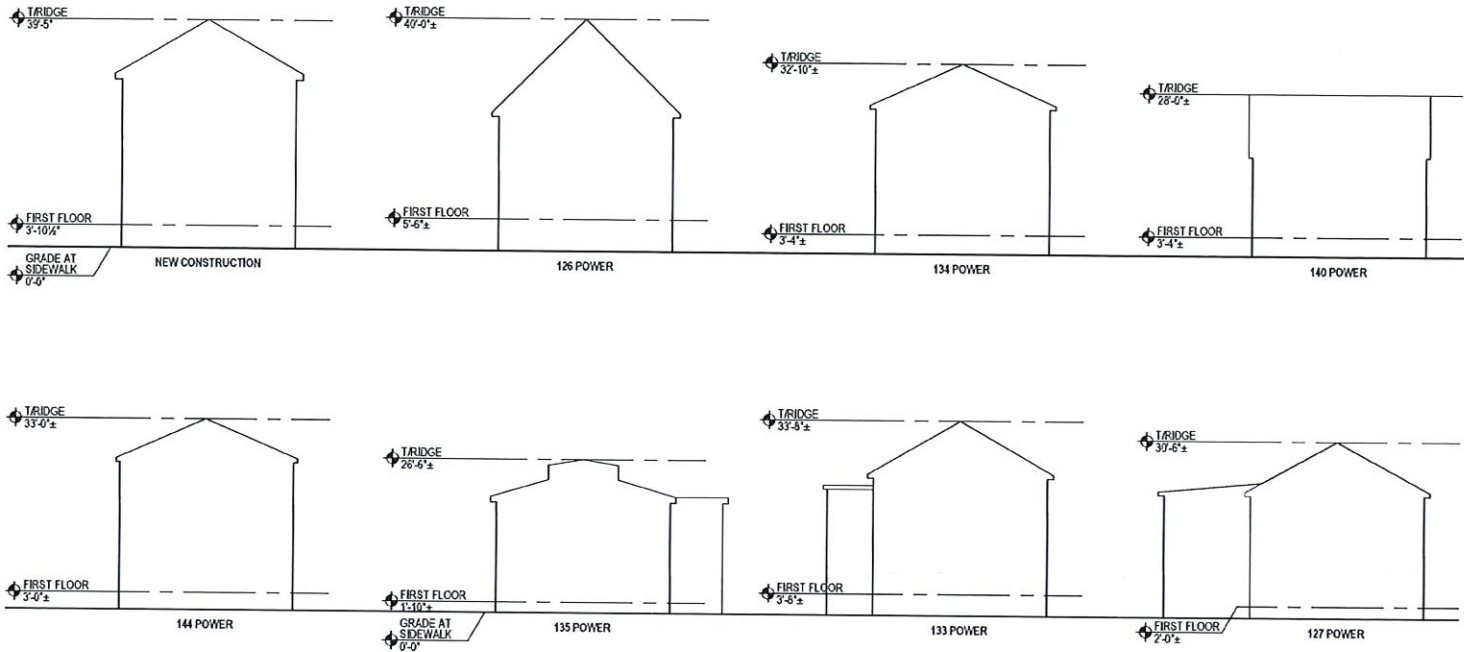 T/RIDGE
39'-5"
T/RIDGE
40'-0"±
T/RIDGE
32'-10"±
T/RIDGE
28'-0"±
FIRST FLOOR
3'-10½"
FIRST FLOOR
5'-6"±
FIRST FLOOR
3'-4"±
FIRST FLOOR
3'-4"±
GRADE AT
SIDEWALK
0'-0"
NEW CONSTRUCTION
126 POWER
134 POWER
140 POWER
T/RIDGE
33'-0"±
T/RIDGE
26'-6"±
T/RIDGE
33'-8"±
T/RIDGE
30'-6"±
FIRST FLOOR
3'-0"±
FIRST FLOOR
1'-10"±
FIRST FLOOR
3'-8"±
FIRST FLOOR
2'-0"±
144 POWER
GRADE AT
SIDEWALK
0'-0"
135 POWER
133 POWER
127 POWER